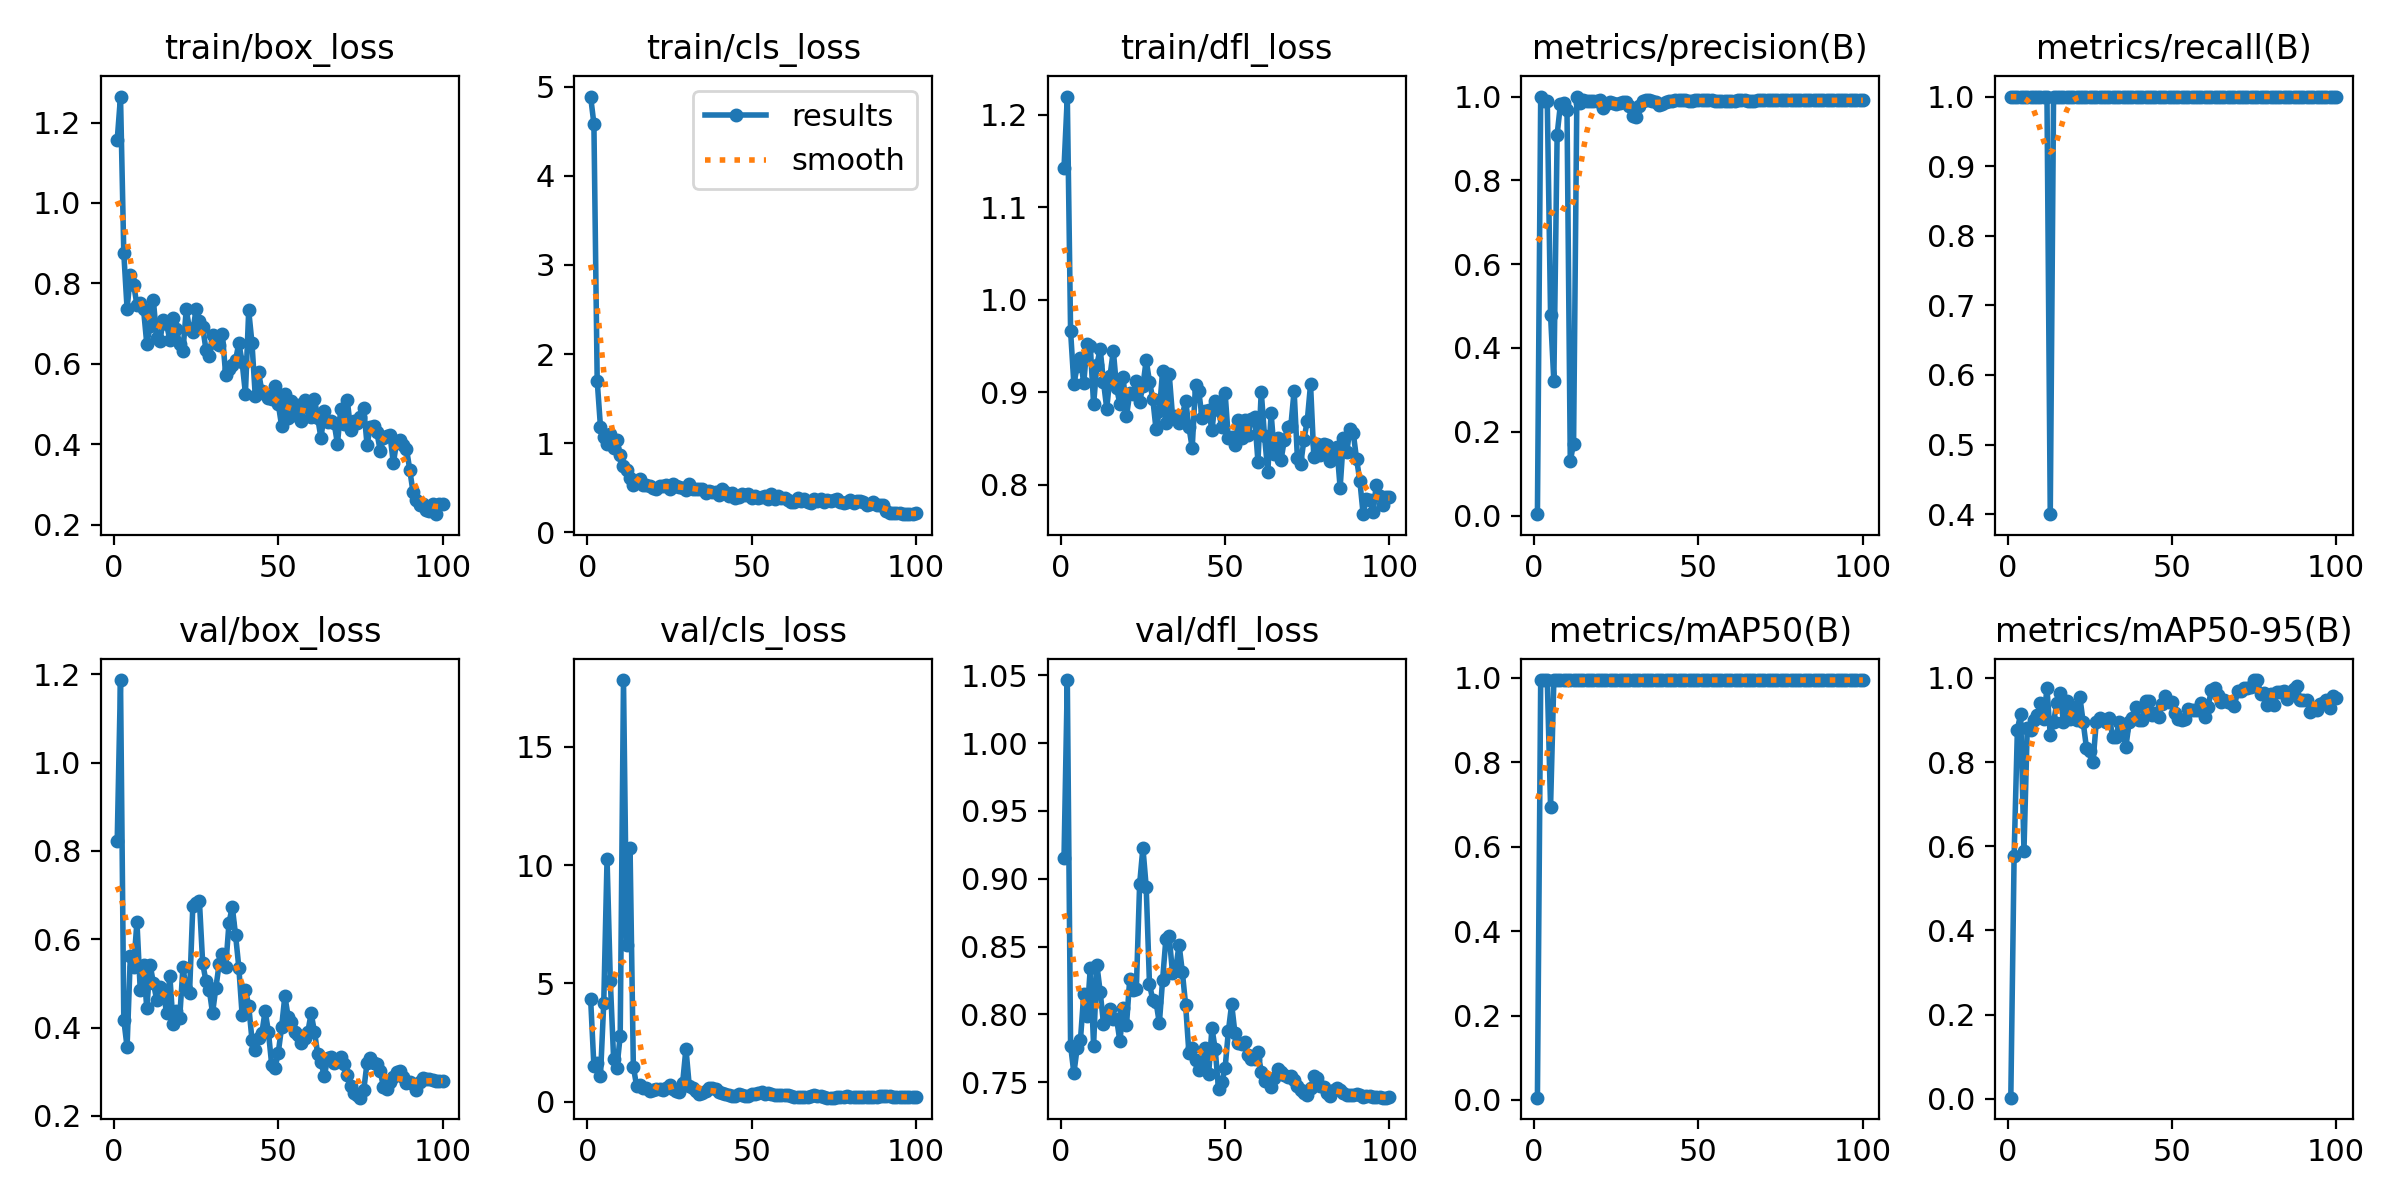 train/box_loss
1.2
1.0
0.8
0.6
0.4
0.2
0 50 100
train/cls_loss
5
4
3
2
1
0
0 50 100
results
smooth
train/dfl_loss
1.2
1.1
1.0
0.9
0.8
0 50 100
metrics/precision(B)
1.0
0.8
0.6
0.4
0.2
0.0
0 50 100
metrics/recall(B)
1.0
0.9
0.8
0.7
0.6
0.5
0.4
0 50 100
val/box_loss
1.2
1.0
0.8
0.6
0.4
0.2
0 50 100
val/cls_loss
15
10
5
0
0 50 100
val/dfl_loss
1.05
1.00
0.95
0.90
0.85
0.80
0.75
0 50 100
metrics/mAP50(B)
1.0
0.8
0.6
0.4
0.2
0.0
0 50 100
metrics/mAP50-95(B)
1.0
0.8
0.6
0.4
0.2
0.0
0 50 100